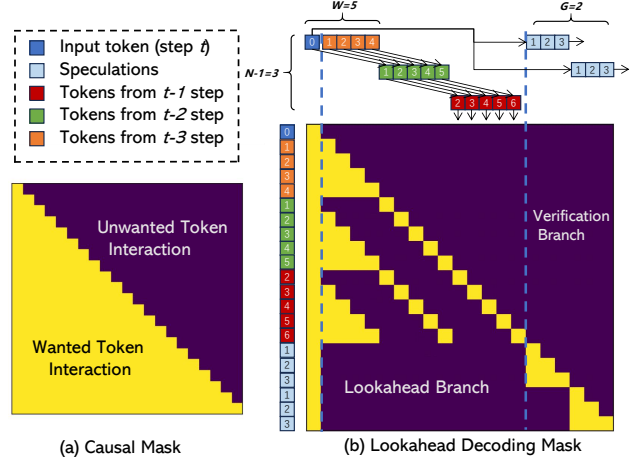 W=5
G=2
N-1=3
0 1 2 3 4
1 2 3 4 5
2 3 4 5 6
1 2 3
1 2 3
Input token (step t)
Speculations
Tokens from t-1 step
Tokens from t-2 step
Tokens from t-3 step
Unwanted Token
Interaction
Wanted Token
Interaction
(a) Causal Mask
0
1
2
3
4
1
2
3
4
5
2
3
4
5
6
1
2
3
1
2
3
Verification
Branch
Lookahead Branch
(b) Lookahead Decoding Mask